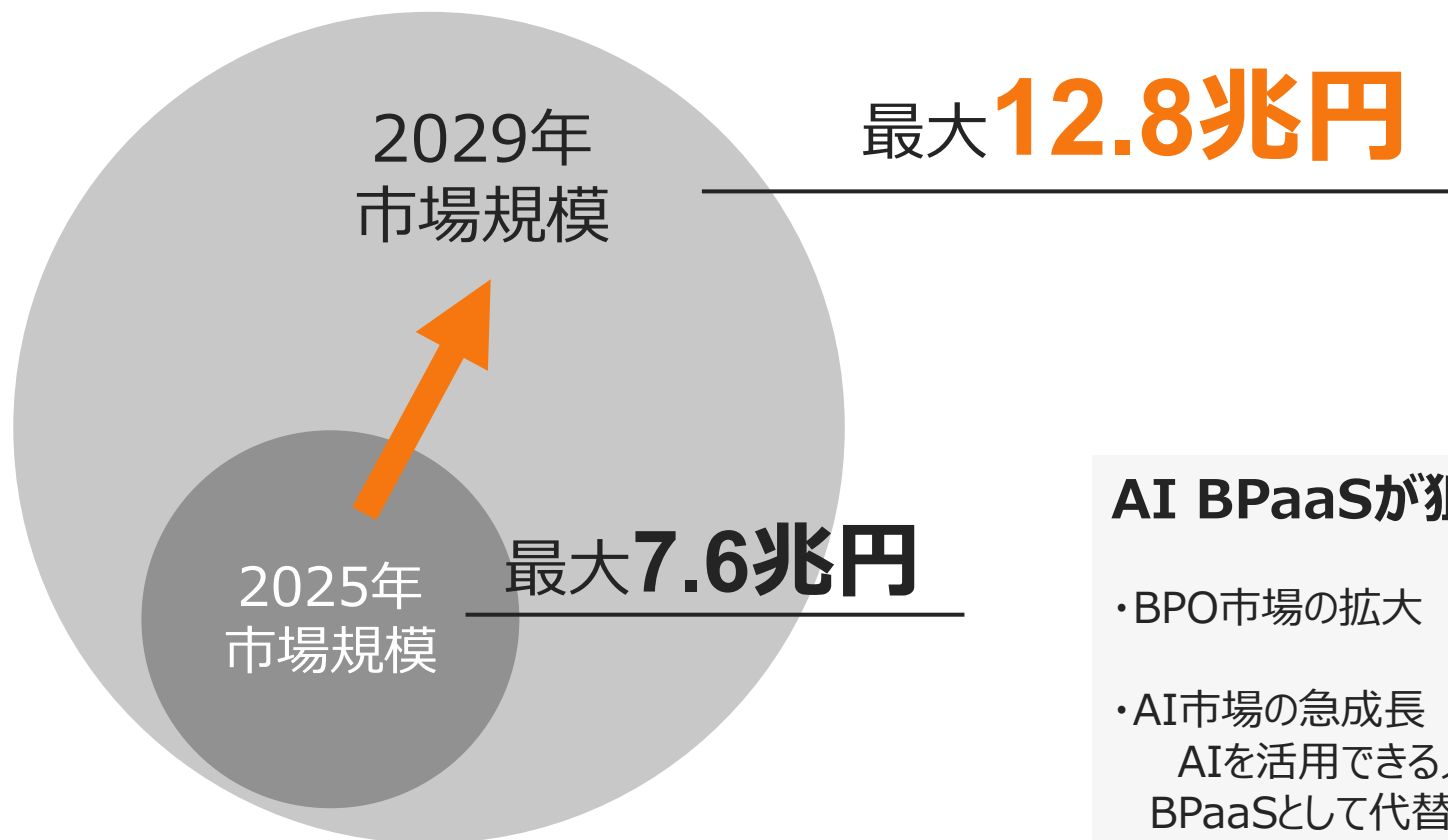 2029年
市場規模
最大12.8兆円
2025年
市場規模
最大7.6兆円
AI BPaaSが
・BPO市場の拡大
・AI市場の急成長
AIを活用できる
BPaaSとして代替